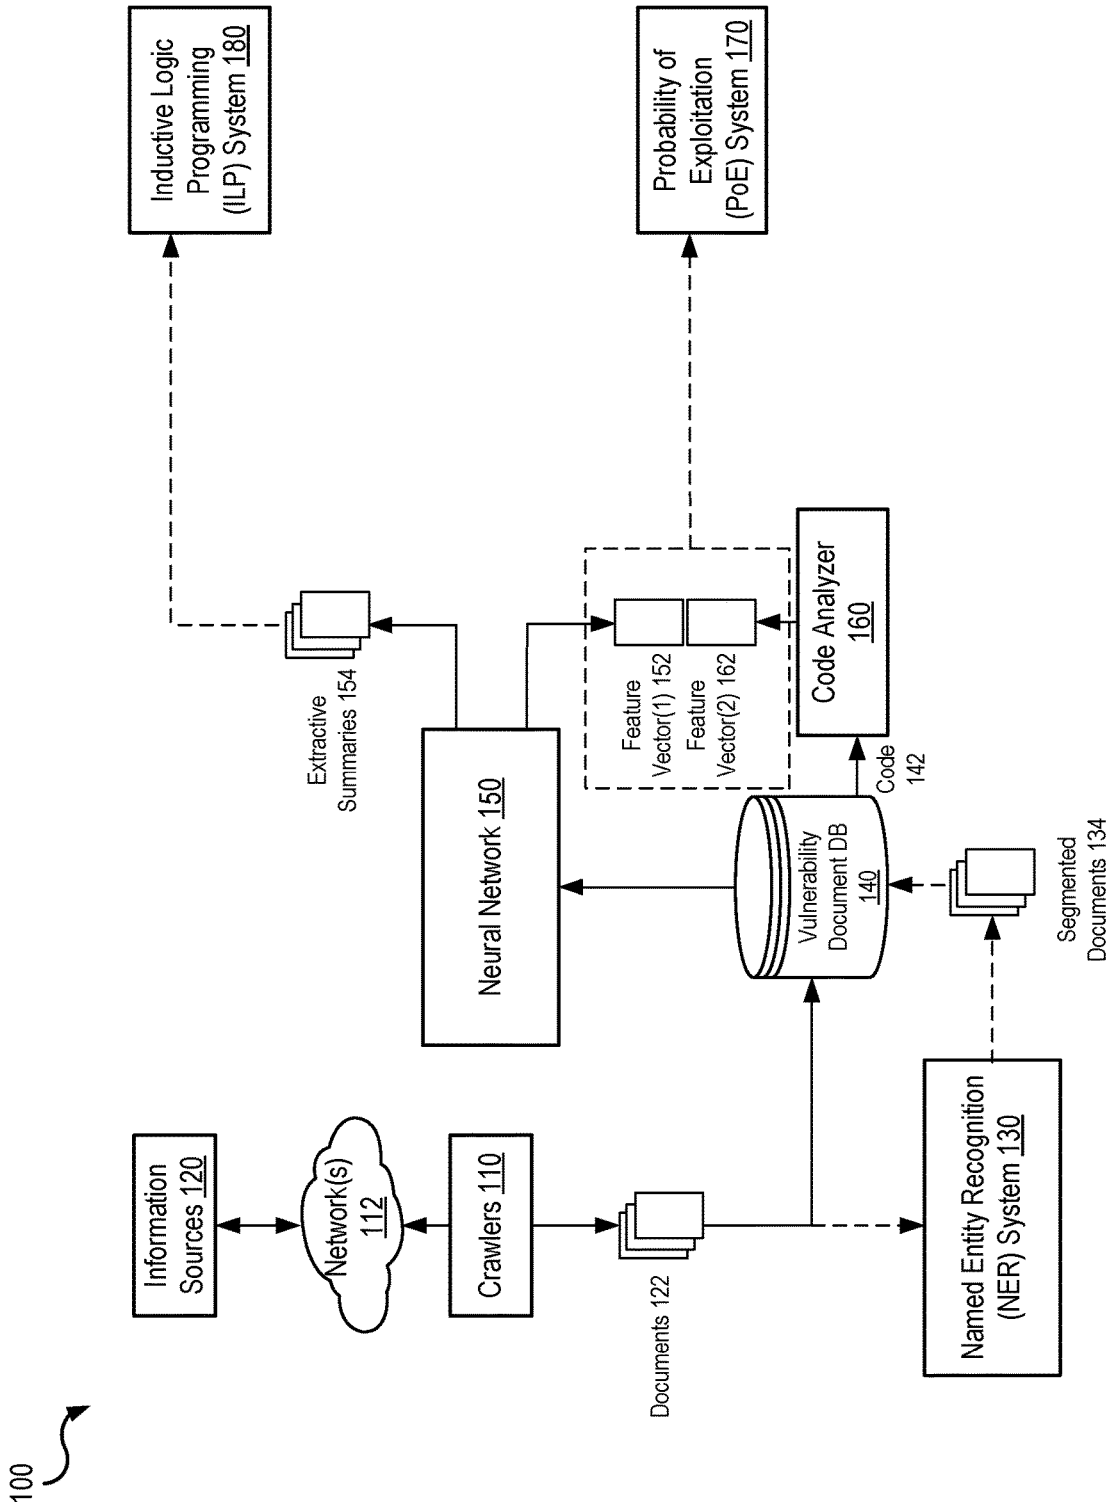 100
Information
Sources 120
Network(s)
112
Crawlers 110
Documents 122
Named Entity Recognition
(NER) System 130
Segmented
Documents 134
Vulnerability
Document DB
140
Neural Network 150
Code
142
Code Analyzer
160
Feature
Vector(1) 152
Feature
Vector(2) 162
Extractive
Summaries 154
Inductive Logic
Programming
(ILP) System 180
Probability of
Exploitation
(PoE) System 170